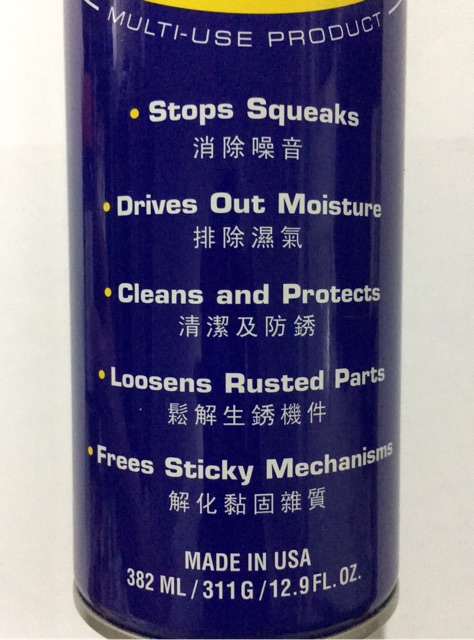 MULTI-USE PRODUCT
• Stops Squeaks
消除噪音
• Drives Out Moisture
排除濕氣
• Cleans and Protects
清潔及防銹
• Loosens Rusted Parts
鬆解生銹機件
• Frees Sticky Mechanisms
解化黏固雜質
MADE IN USA
382 ML / 311 G / 12.9 FL. OZ.